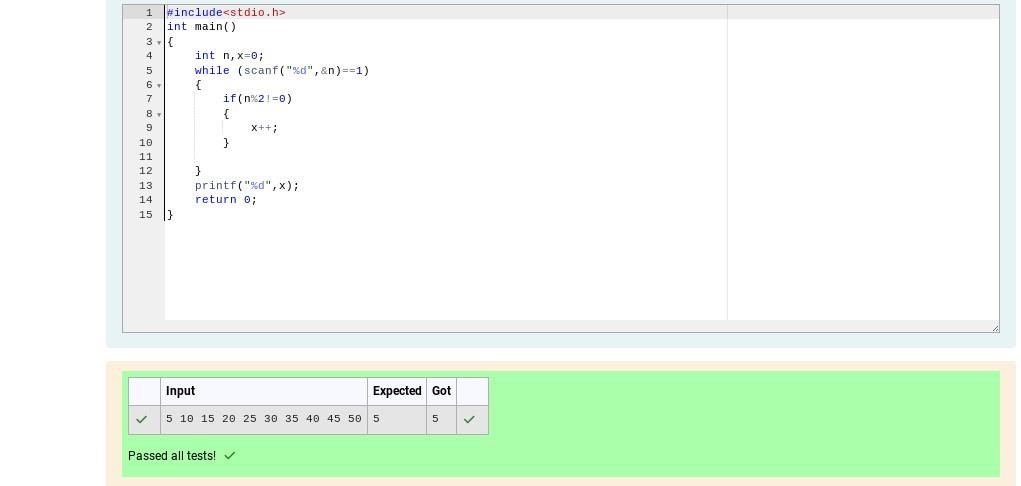 1 #include<stdio.h>
2 int main()
3 {
4     int n,x=0;
5     while (scanf("%d",&n)==1)
6     {
7         if(n%2!=0)
8         {
9             x++;
10         }
11
12     }
13     printf("%d",x);
14     return 0;
15 }
Input Expected Got
5 10 15 20 25 30 35 40 45 50 5 5
Passed all tests!